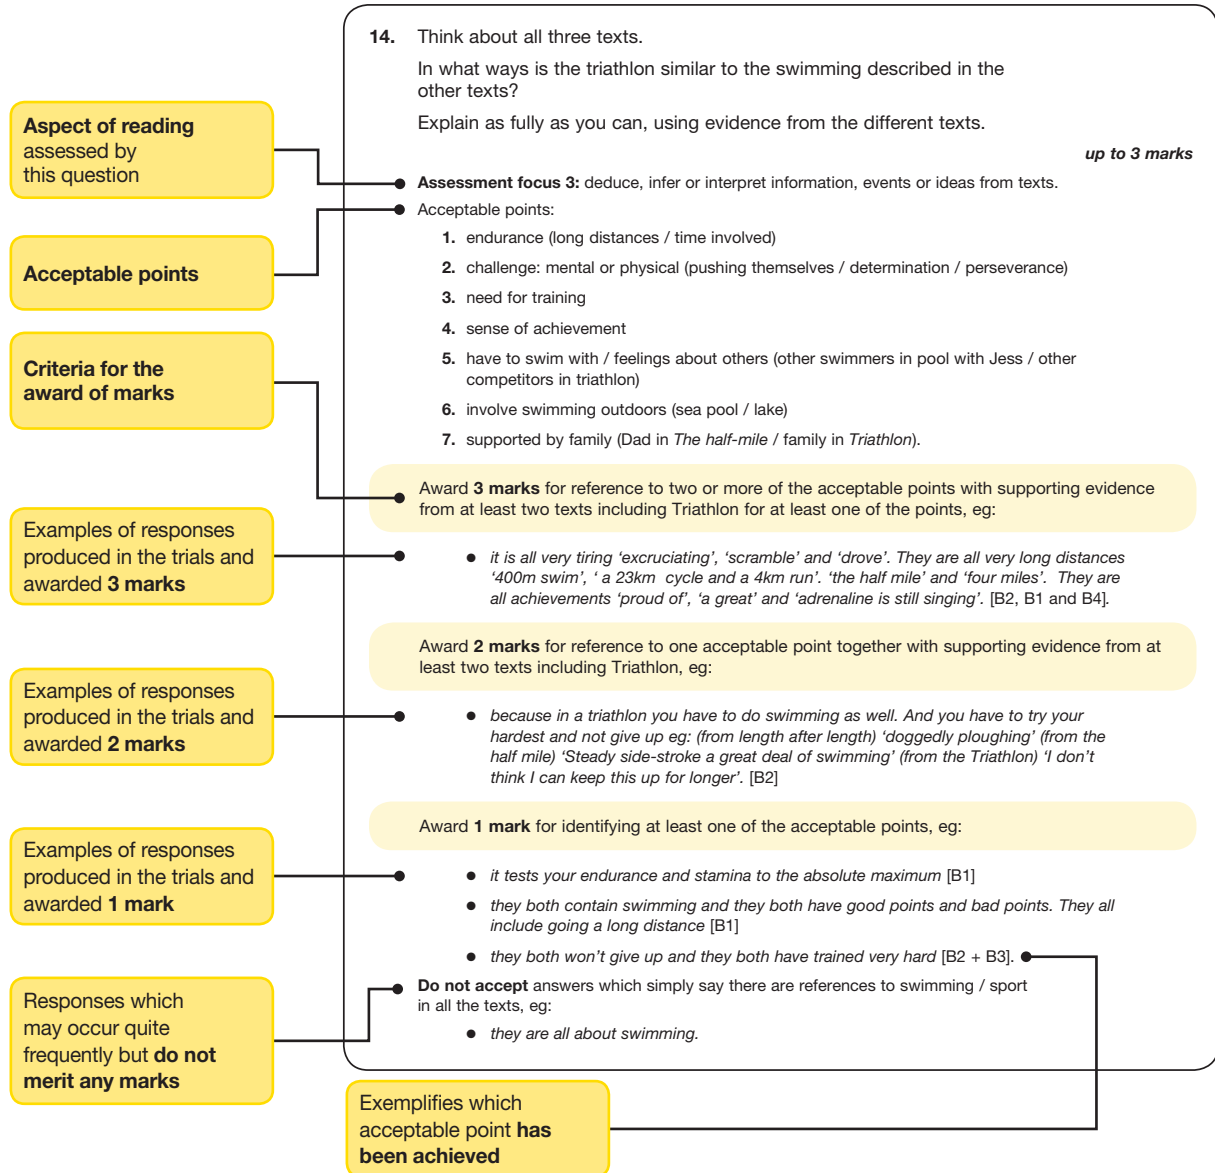 14. Think about all three texts.
In what ways is the triathlon similar to the swimming described in the
other texts?
Explain as fully as you can, using evidence from the different texts.
up to 3 marks
Aspect of reading
assessed by
this question
● Assessment focus 3: deduce, infer or interpret information, events or ideas from texts.
Acceptable points
● Acceptable points:
1. endurance (long distances / time involved)
2. challenge: mental or physical (pushing themselves / determination / perseverance)
3. need for training
4. sense of achievement
5. have to swim with / feelings about others (other swimmers in pool with Jess / other
competitors in triathlon)
6. involve swimming outdoors (sea pool / lake)
7. supported by family (Dad in The half-mile / family in Triathlon).
Criteria for the
award of marks
Award 3 marks for reference to two or more of the acceptable points with supporting evidence
from at least two texts including Triathlon for at least one of the points, eg:
Examples of responses
produced in the trials and
awarded 3 marks
● it is all very tiring ‘excruciating’, ‘scramble’ and ‘drove’. They are all very long distances
‘400m swim’, ‘ a 23km cycle and a 4km run’. ‘the half mile’ and ‘four miles’. They are
all achievements ‘proud of’, ‘a great’ and ‘adrenaline is still singing’. [B2, B1 and B4].
Award 2 marks for reference to one acceptable point together with supporting evidence from at
least two texts including Triathlon, eg:
Examples of responses
produced in the trials and
awarded 2 marks
● because in a triathlon you have to do swimming as well. And you have to try your
hardest and not give up eg: (from length after length) ‘doggedly ploughing’ (from the
half mile) ‘Steady side-stroke a great deal of swimming’ (from the Triathlon) ‘I don’t
think I can keep this up for longer’. [B2]
Award 1 mark for identifying at least one of the acceptable points, eg:
Examples of responses
produced in the trials and
awarded 1 mark
● it tests your endurance and stamina to the absolute maximum [B1]
● they both contain swimming and they both have good points and bad points. They all
include going a long distance [B1]
● they both won’t give up and they both have trained very hard [B2 + B3].
Responses which
may occur quite
frequently but do not
merit any marks
● Do not accept answers which simply say there are references to swimming / sport
in all the texts, eg:
● they are all about swimming.
Exemplifies which
acceptable point has
been achieved